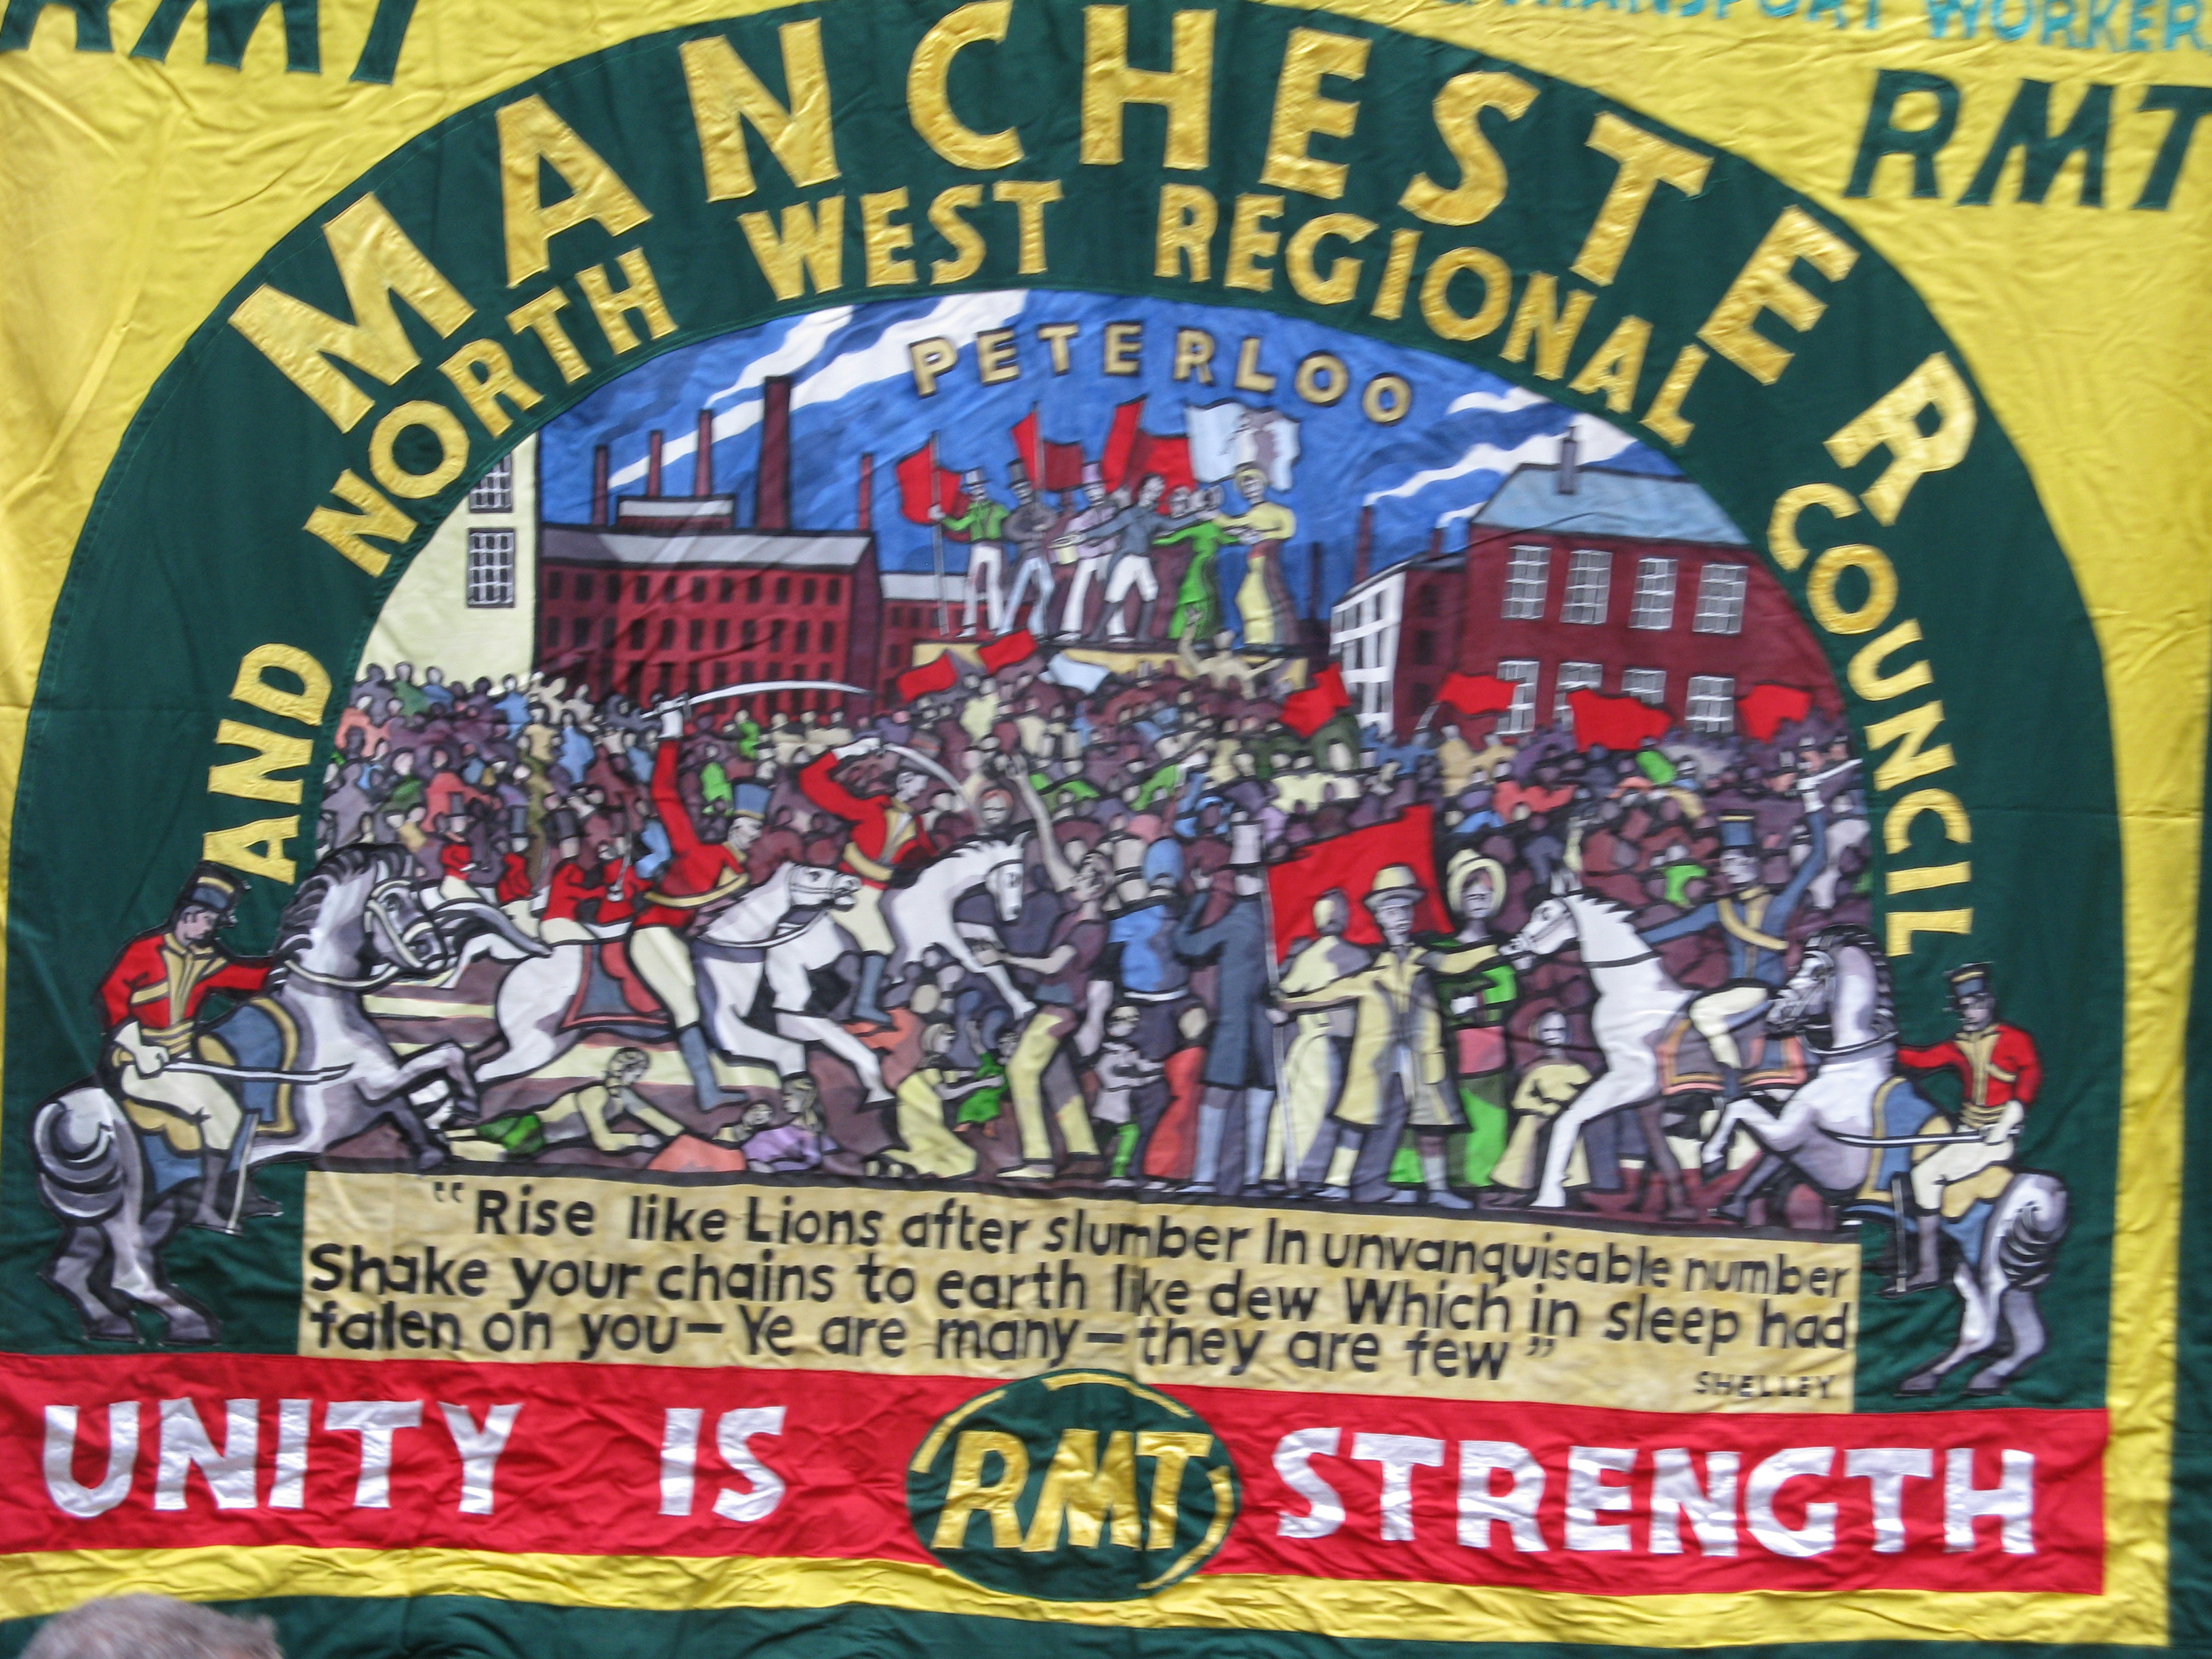 RMT
TRANSPORT WORKERS
RMT
MANCHESTER
AND NORTH WEST REGIONAL COUNCIL
PETERLOO
"Rise like Lions after slumber In unvanquisable number
Shake your chains to earth like dew Which in sleep had
falen on you - Ye are many - they are few"
SHELLEY
UNITY IS RMT STRENGTH